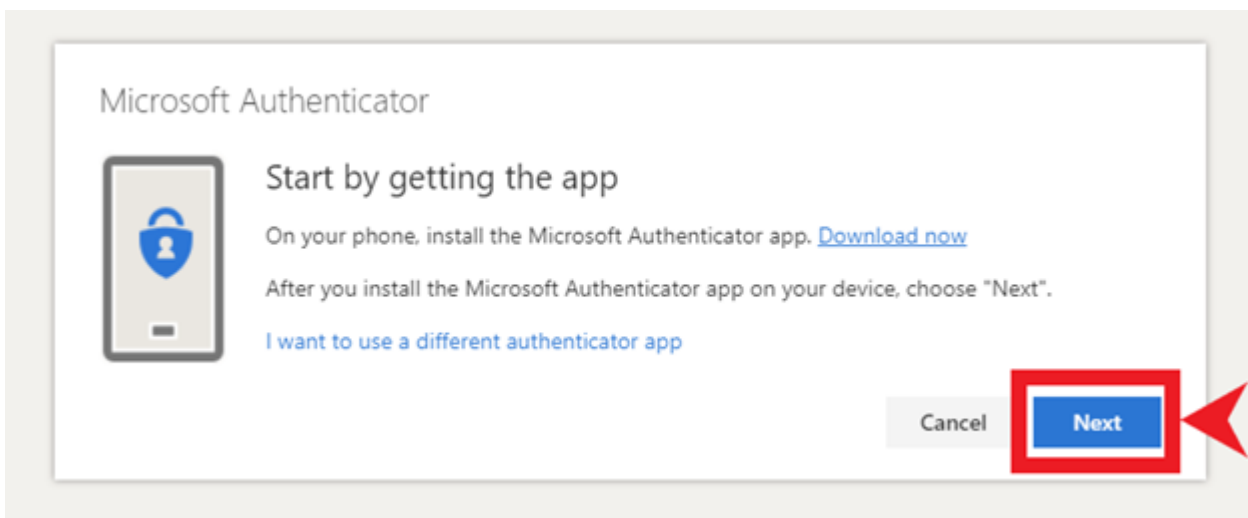 Microsoft Authenticator
Start by getting the app
On your phone, install the Microsoft Authenticator app. Download now
After you install the Microsoft Authenticator app on your device, choose "Next".
I want to use a different authenticator app
Cancel
Next